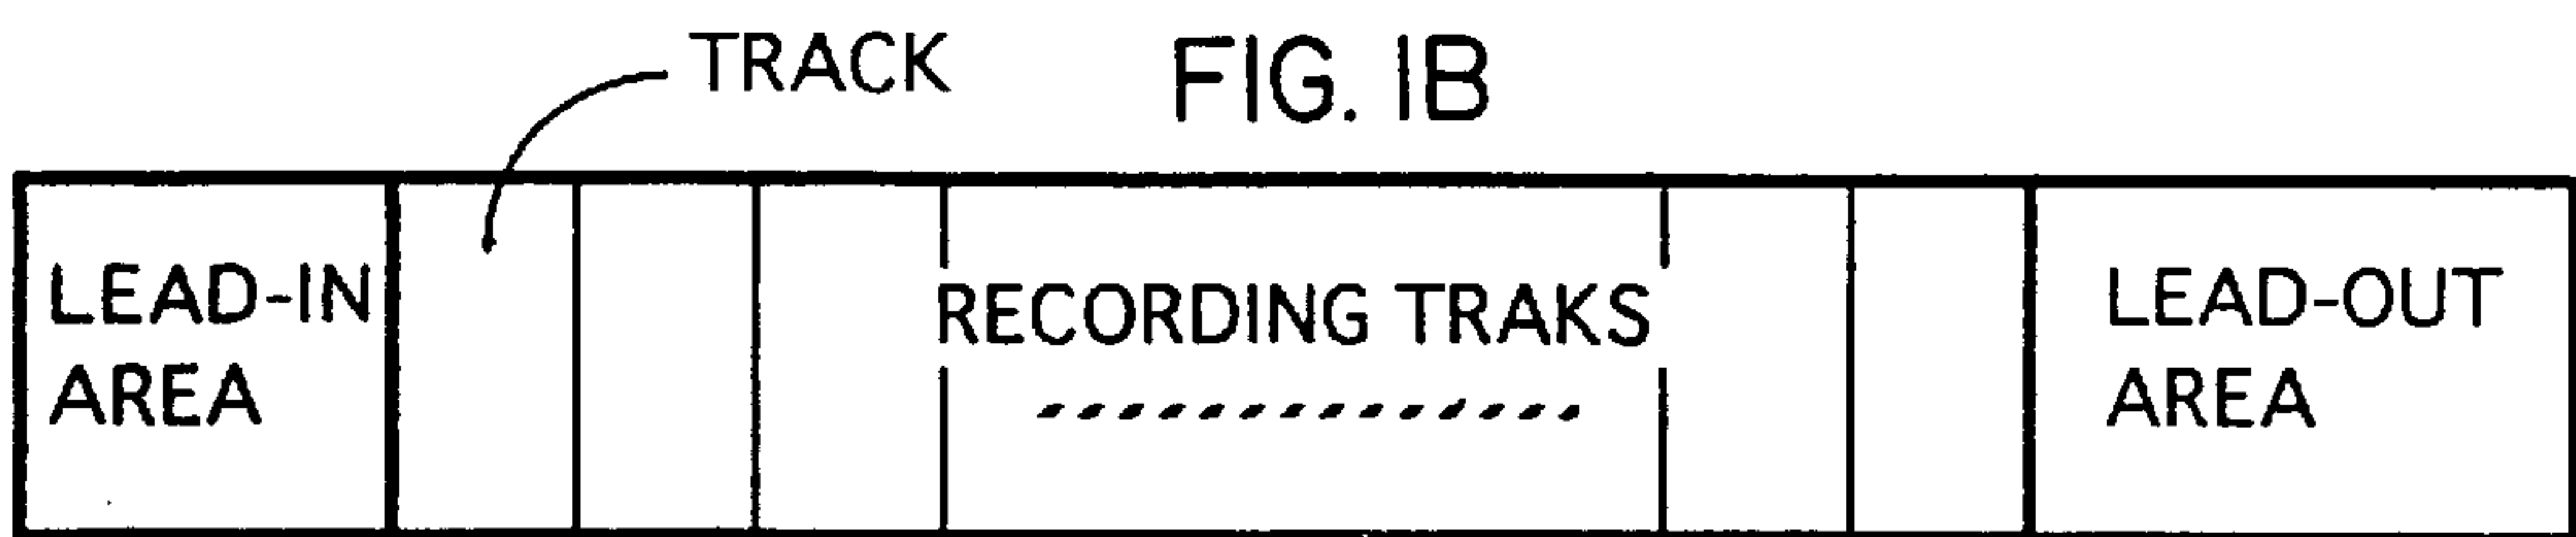 TRACK
FIG. 1B
LEAD-IN
AREA
RECORDING TRAKS
LEAD-OUT
AREA